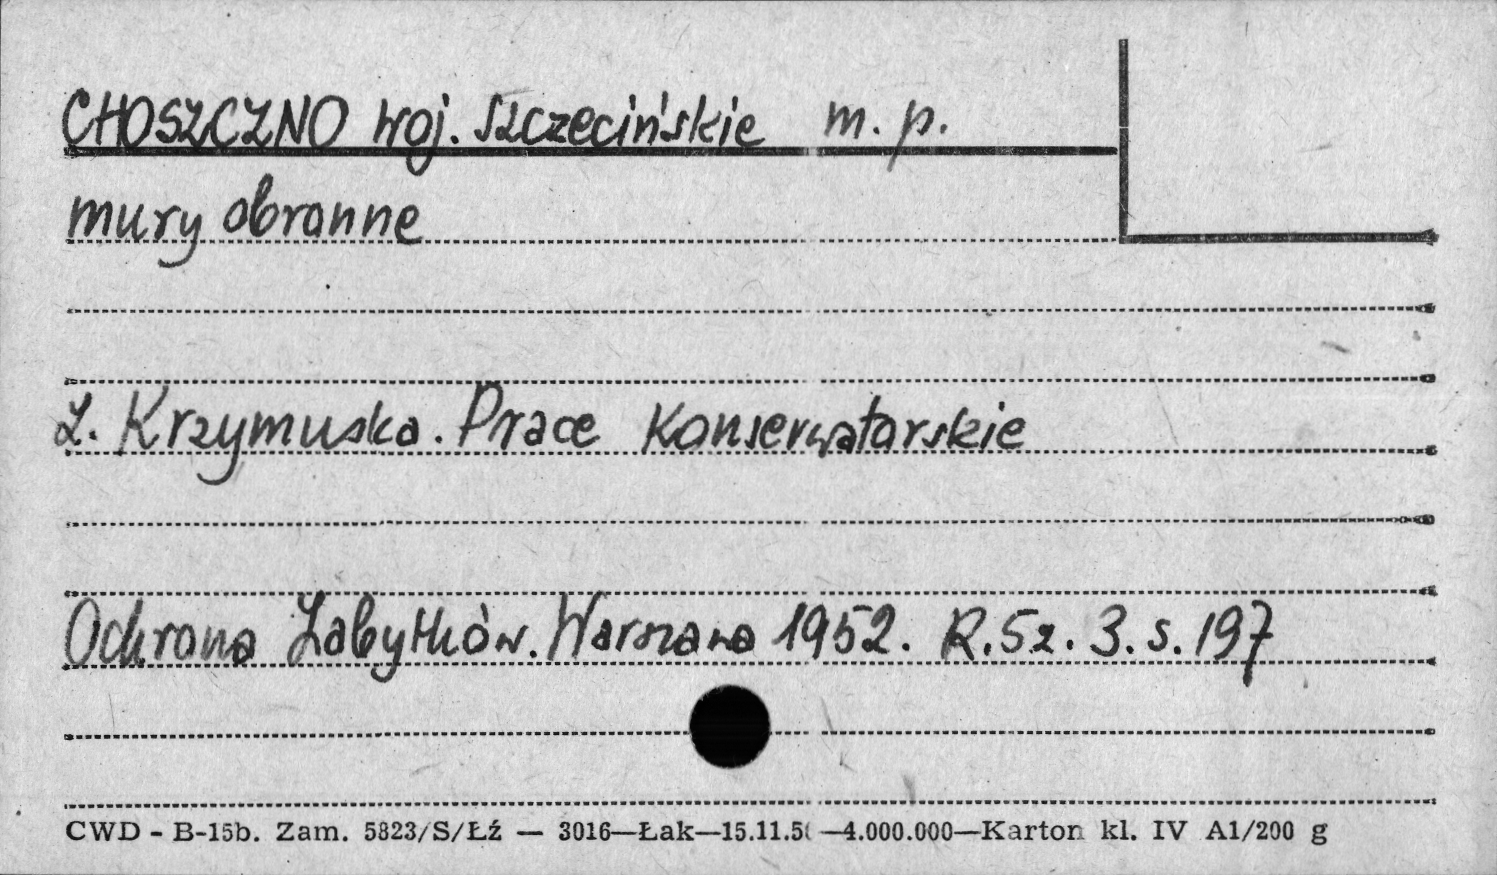 CHOSZCZNO woj. Szczecińskie m. p.
mury obronne
Z. Krzymuska. Prace Konserwatorskie
Ochrona Zabytków. Warszawa 1952. R.5 z. 3. s. 197
CWD - B-15b. Zam. 5823/S/Łź — 3016—Łak—15.11.5 —4.000.000—Karton kl. IV A1/200 g